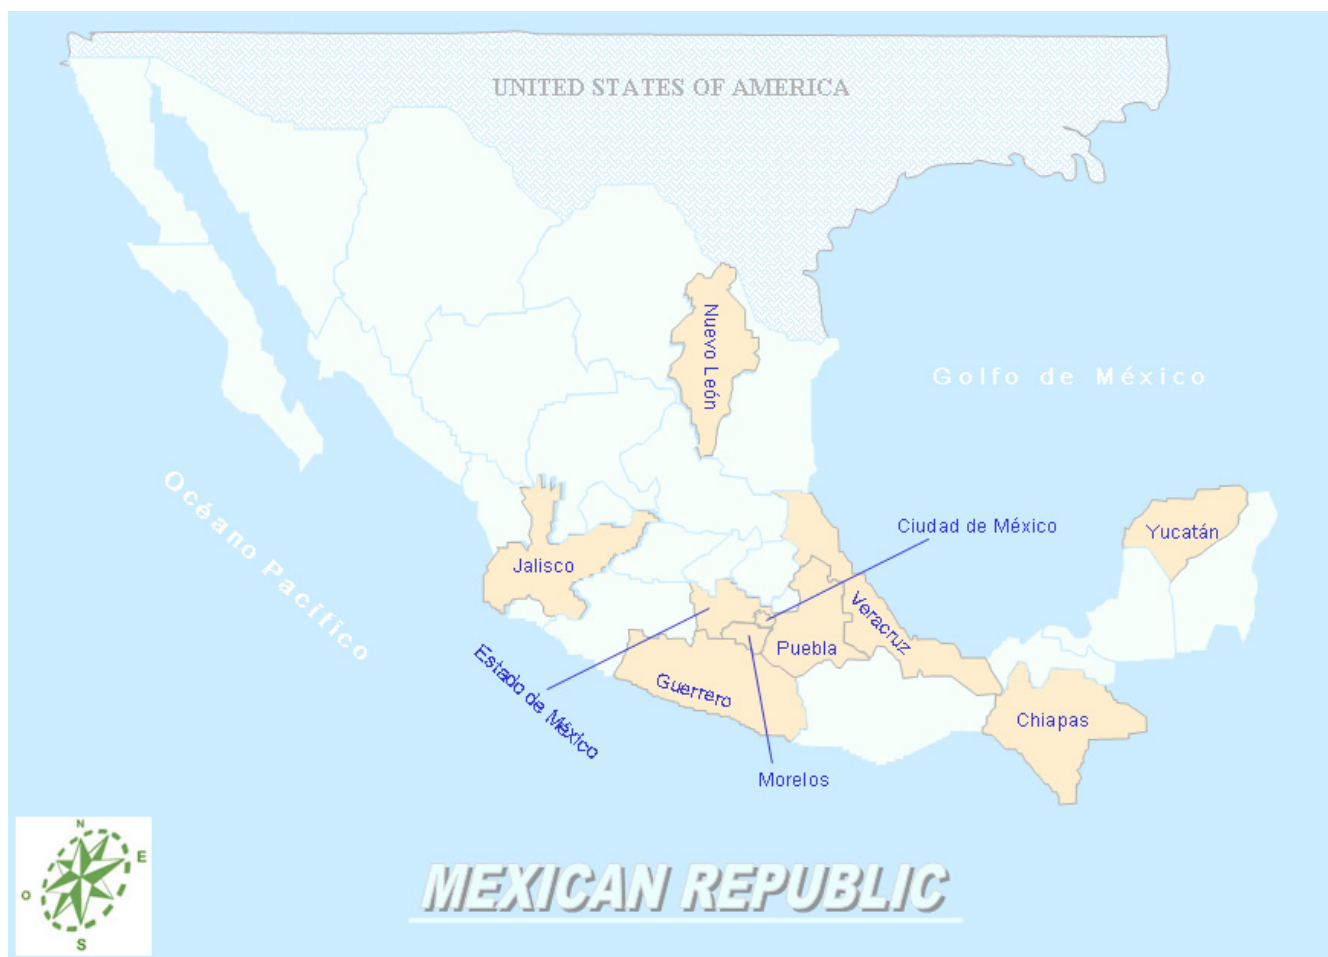 UNITED STATES OF AMERICA
Nuevo León
Golfo de México
Océano Pacífico
Ciudad de México
Yucatán
Jalisco
Veracruz
Estado de México
Puebla
Guerrero
Chiapas
Morelos
N
E
O
S
MEXICAN REPUBLIC